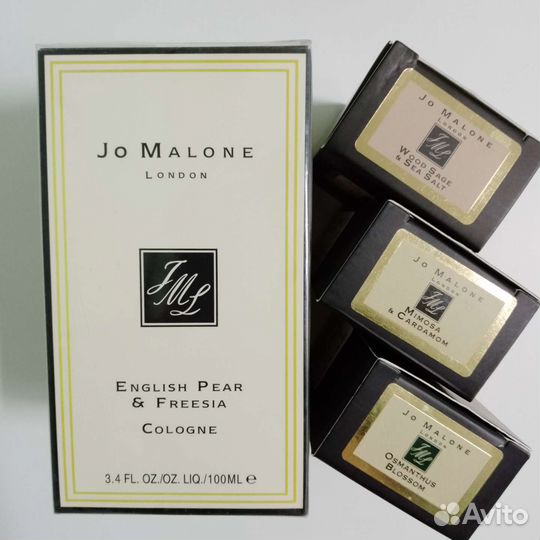 JO MALONE
LONDON
JML
ENGLISH PEAR
& FREESIA
COLOGNE
3.4 FL. OZ./OZ. LIQ./100ML ℮
JO MALONE
LONDON
JML
WOOD SAGE
& SEA SALT
JO MALONE
LONDON
JML
MIMOSA
& CARDAMOM
JO MALONE
LONDON
JML
OSMANTHUS
BLOSSOM
Avito